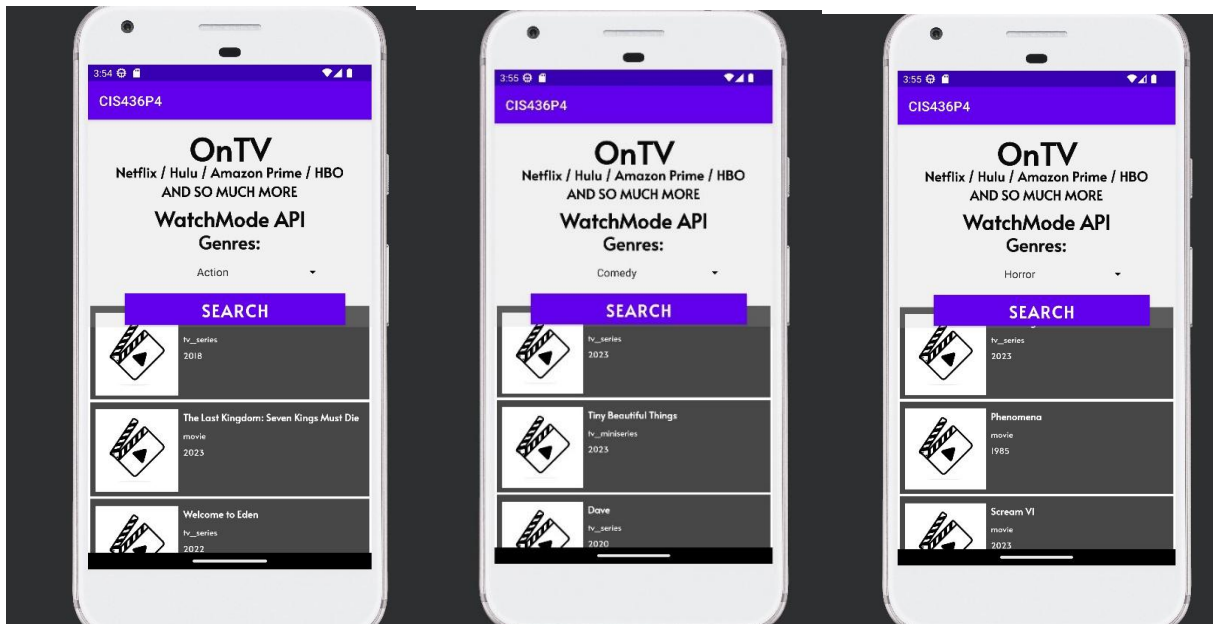 3:54
CIS436P4
OnTV
Netflix / Hulu / Amazon Prime / HBO
AND SO MUCH MORE
WatchMode API
Genres:
Action
SEARCH
tv_series
2018
The Last Kingdom: Seven Kings Must Die
movie
2023
Welcome to Eden
tv_series
2022
3:55
CIS436P4
OnTV
Netflix / Hulu / Amazon Prime / HBO
AND SO MUCH MORE
WatchMode API
Genres:
Comedy
SEARCH
tv_series
2023
Tiny Beautiful Things
tv_miniseries
2023
Dave
tv_series
2020
3:55
CIS436P4
OnTV
Netflix / Hulu / Amazon Prime / HBO
AND SO MUCH MORE
WatchMode API
Genres:
Horror
SEARCH
tv_series
2023
Phenomena
movie
1985
Scream VI
movie
2023